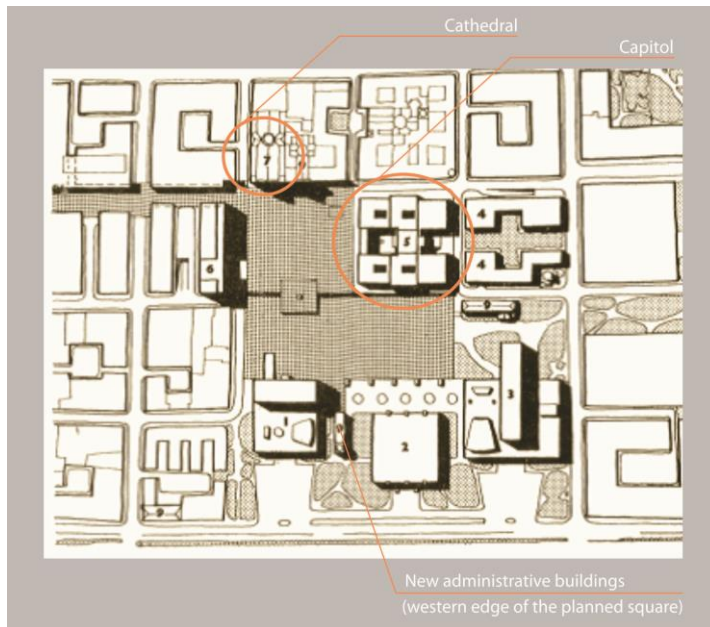 Cathedral
Capitol
7
4
5
6
4
9
3
2
9
New administrative buildings
(western edge of the planned square)